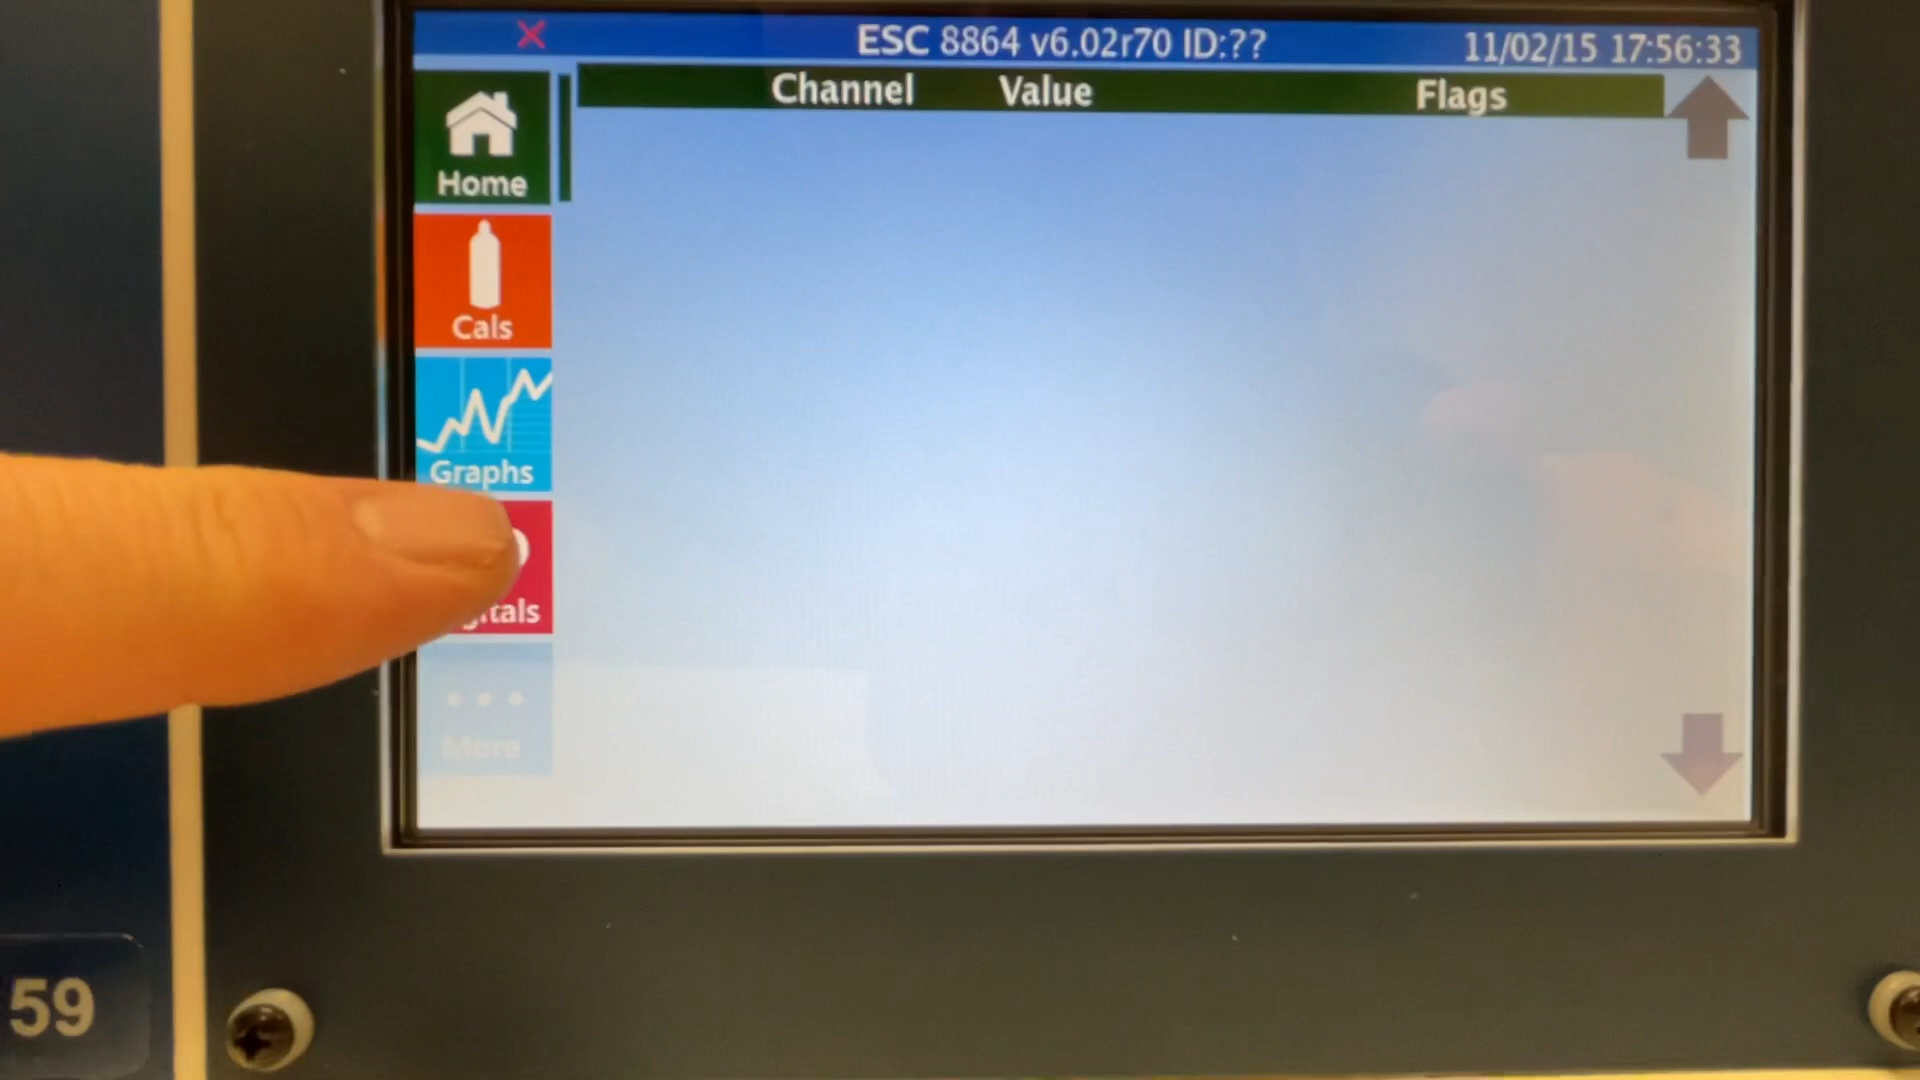 ESC 8864 v6.02r70 ID:??
11/02/15 17:56:33
Channel Value Flags
Home
Cals
Graphs
gitals
More
59